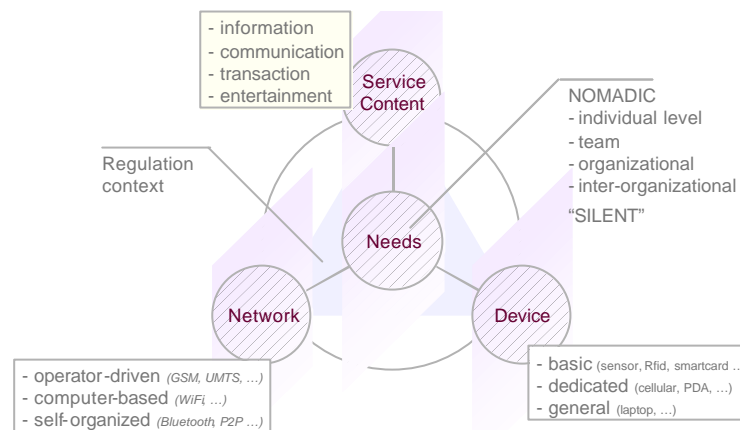 - information
- communication
- transaction
- entertainment
Service
Content
NOMADIC
- individual level
- team
- organizational
- inter-organizational
“SILENT”
Regulation
context
Needs
Network
Device
- operator-driven (GSM, UMTS, …)
- computer-based (WiFi, …)
- self-organized (Bluetooth, P2P …)
- basic (sensor, Rfid, smartcard …
- dedicated (cellular, PDA, …)
- general (laptop, …)